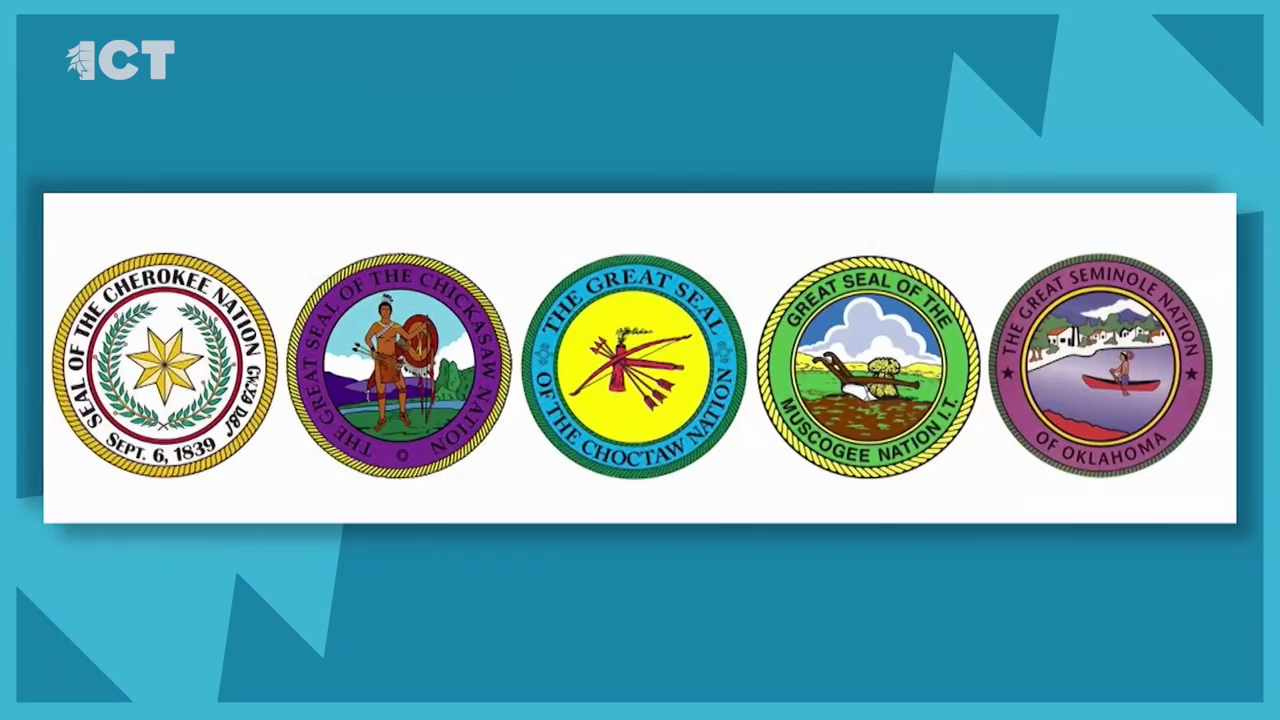 ICT
SEAL OF THE CHEROKEE NATION
SEPT. 6, 1839
THE GREAT SEAL OF THE CHICKASAW NATION
THE GREAT SEAL
OF THE CHOCTAW NATION
GREAT SEAL OF THE
MUSCOGEE NATION I.T.
THE GREAT SEMINOLE NATION
OF OKLAHOMA